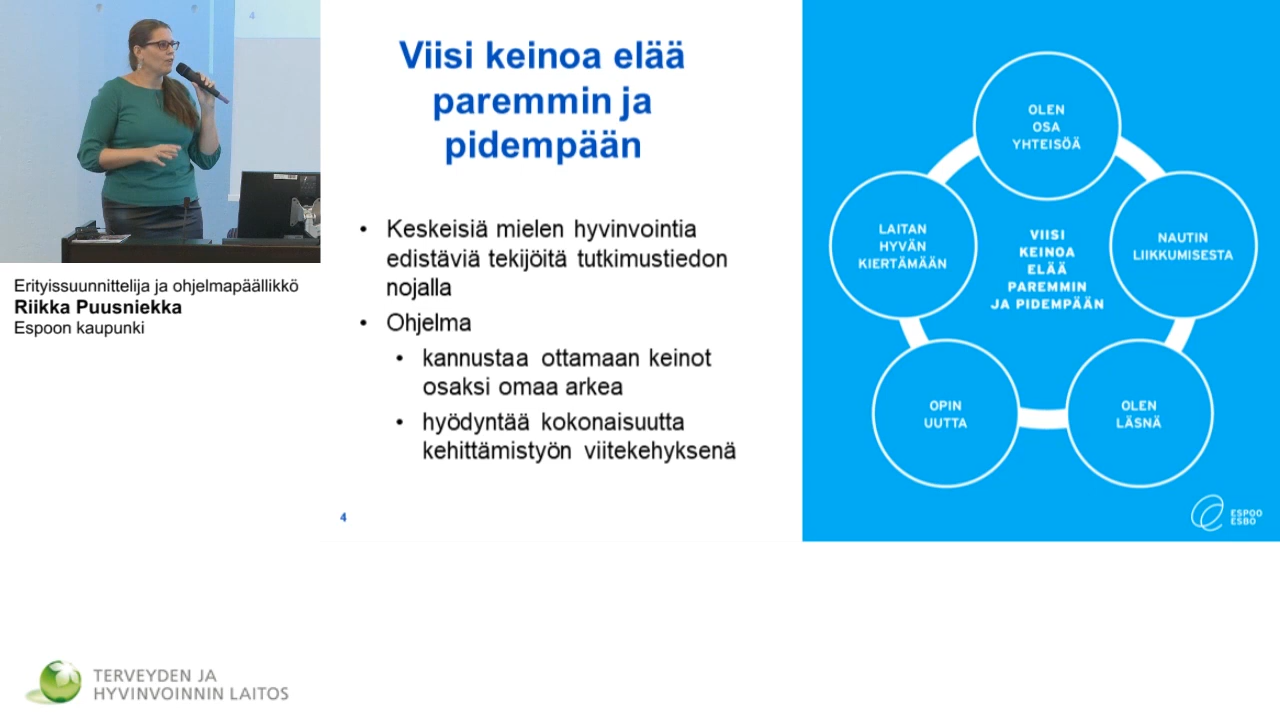 4
Erityissuunnittelija ja ohjelmapäällikkö
Riikka Puusniekka
Espoon kaupunki
Viisi keinoa elää
paremmin ja
pidempään
• Keskeisiä mielen hyvinvointia
edistäviä tekijöitä tutkimustiedon
nojalla
• Ohjelma
• kannustaa ottamaan keinot
osaksi omaa arkea
• hyödyntää kokonaisuutta
kehittämistyön viitekehyksenä
4
OLEN
OSA
YHTEISÖÄ
LAITAN
HYVÄN
KIERTÄMÄÄN
VIISI
KEINOA
ELÄÄ
PAREMMIN
JA PIDEMPÄÄN
NAUTIN
LIIKKUMISESTA
OPIN
UUTTA
OLEN
LÄSNÄ
ESPOO
ESBO
TERVEYDEN JA
HYVINVOINNIN LAITOS